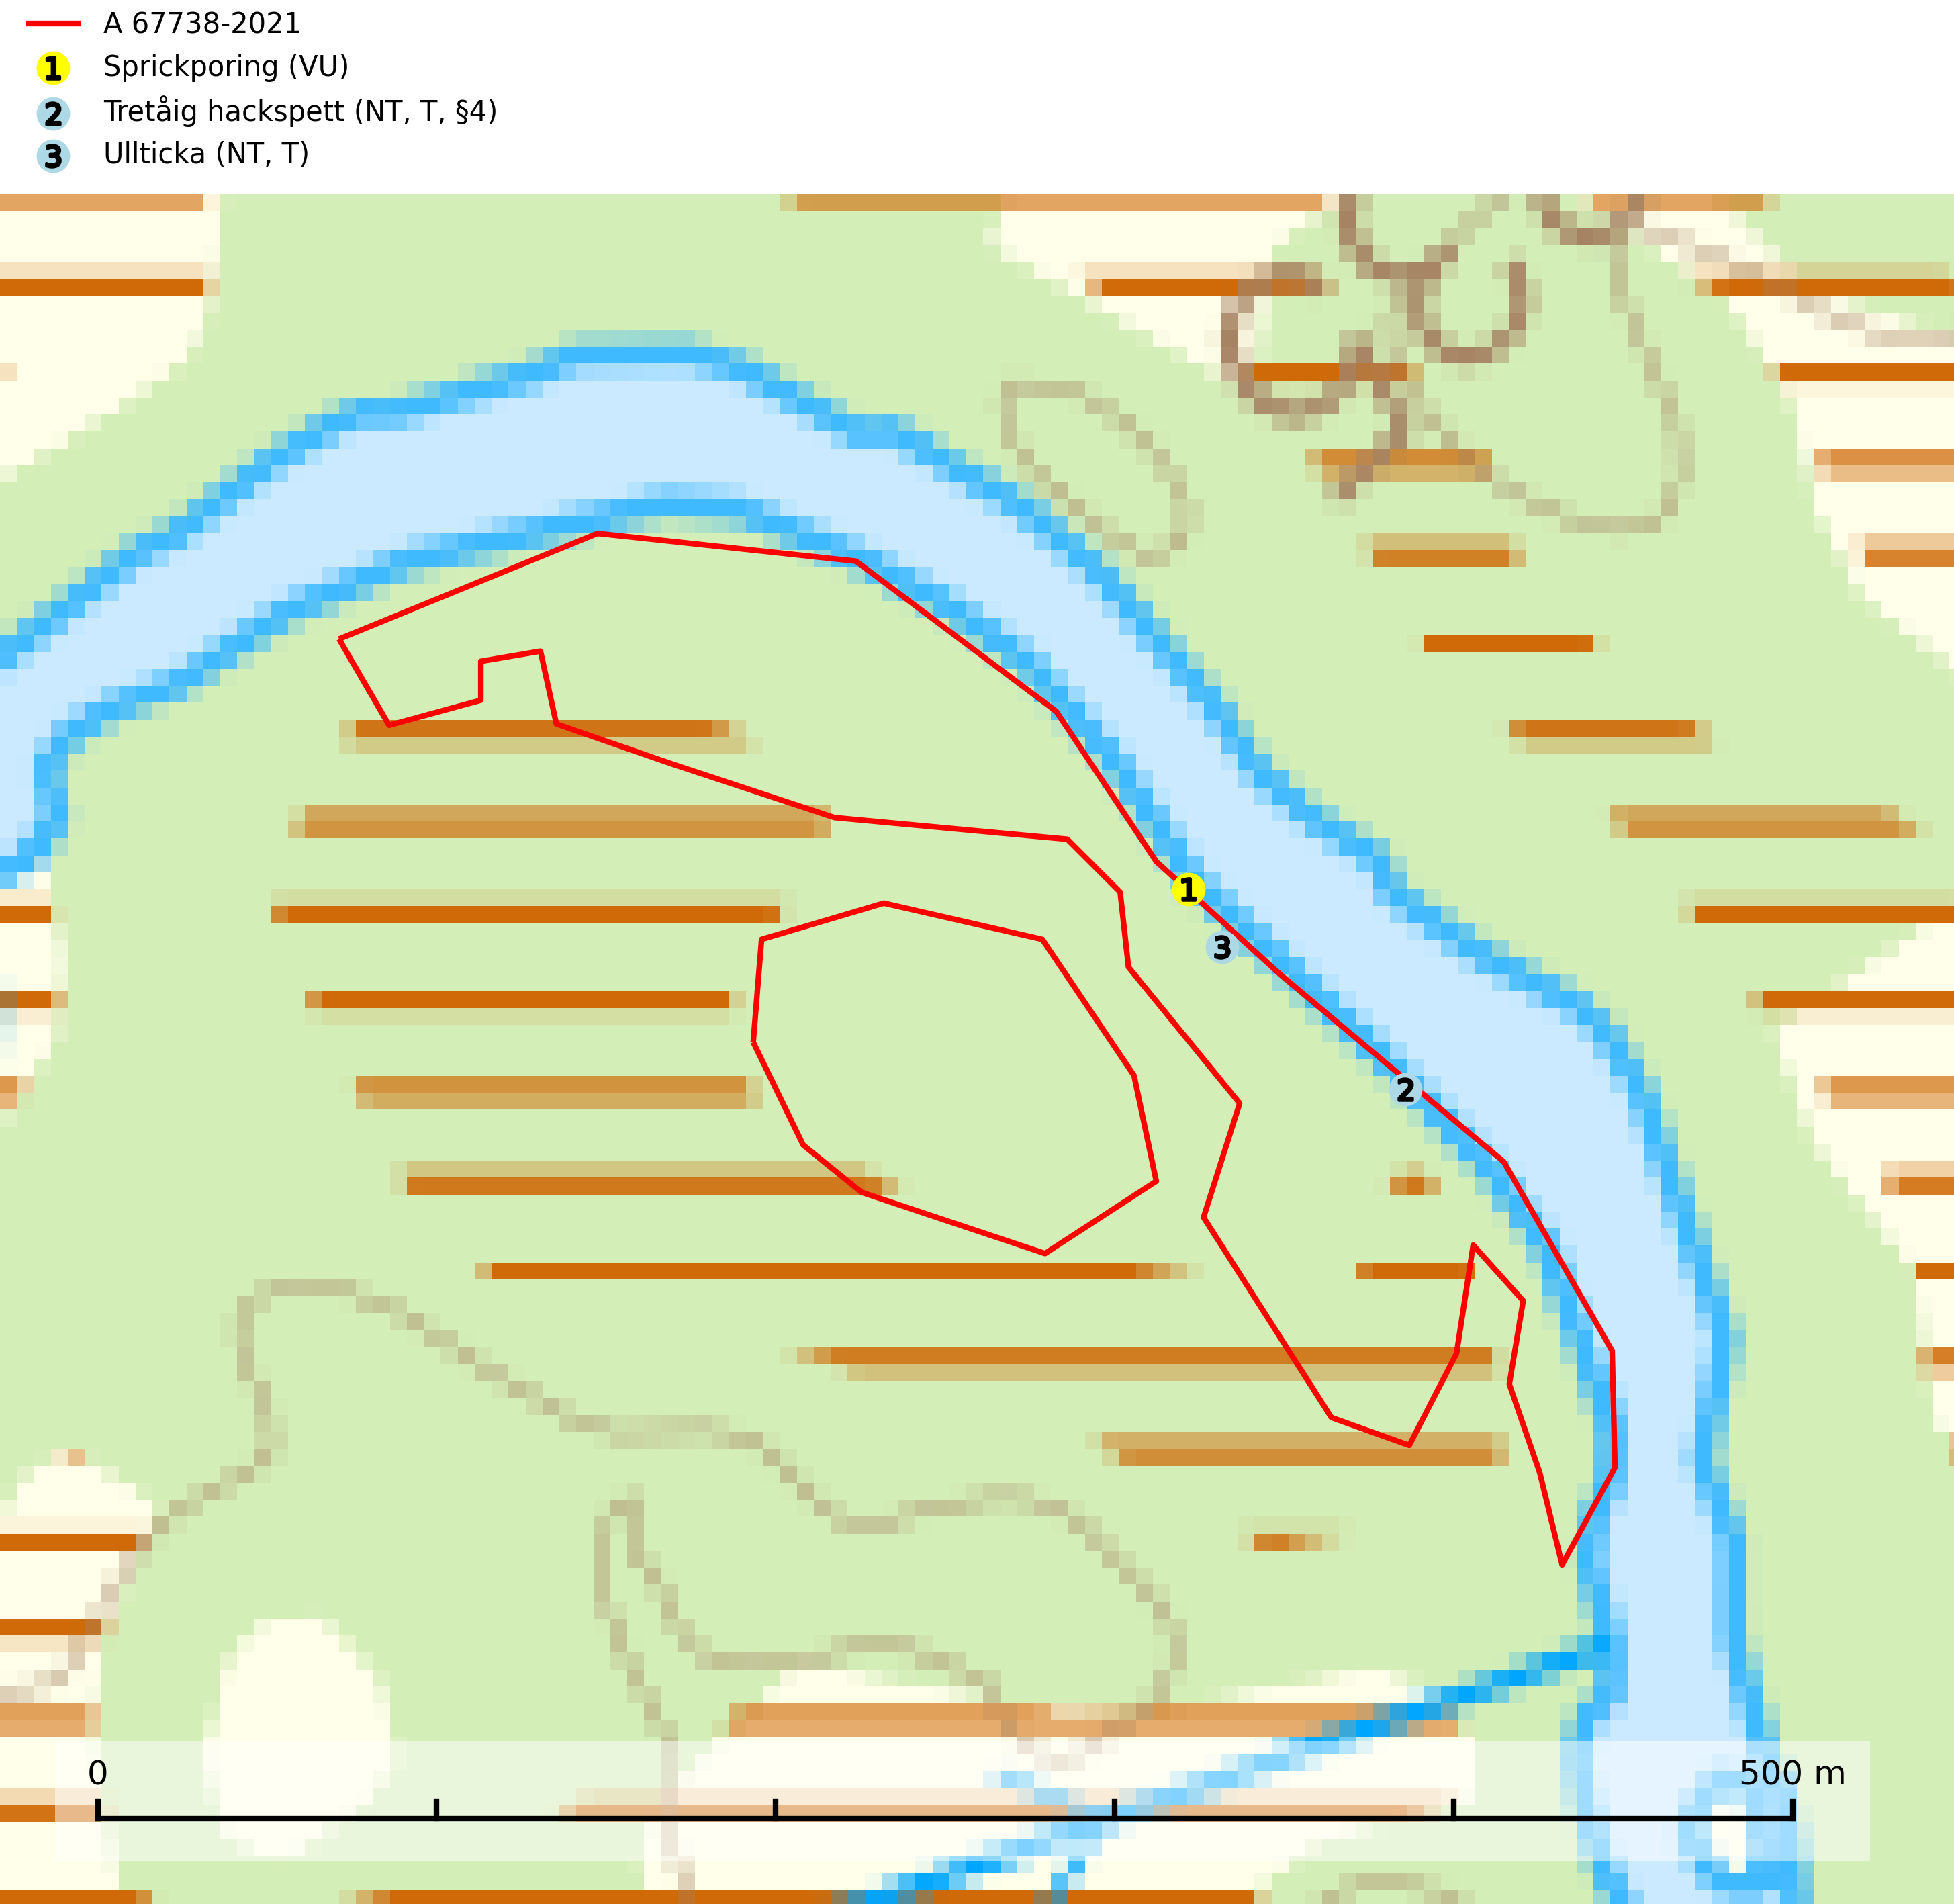 A 67738-2021
1 Sprickporing (VU)
2 Tretåig hackspett (NT, T, §4)
3 Ullticka (NT, T)
1
3
2
0 500 m